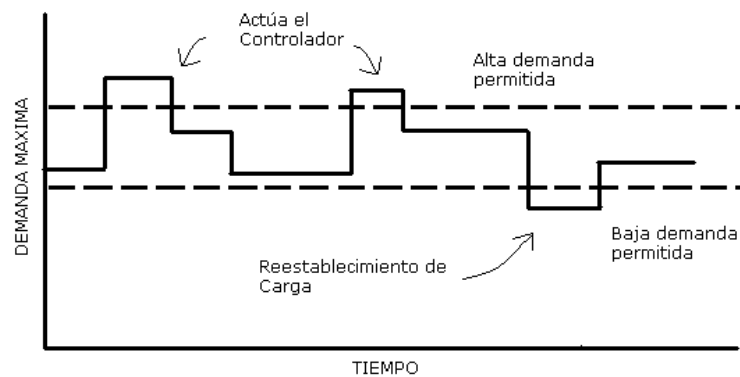 Actúa el
Controlador
Alta demanda
permitida
DEMANDA MAXIMA
Baja demanda
permitida
Reestablecimiento de
Carga
TIEMPO